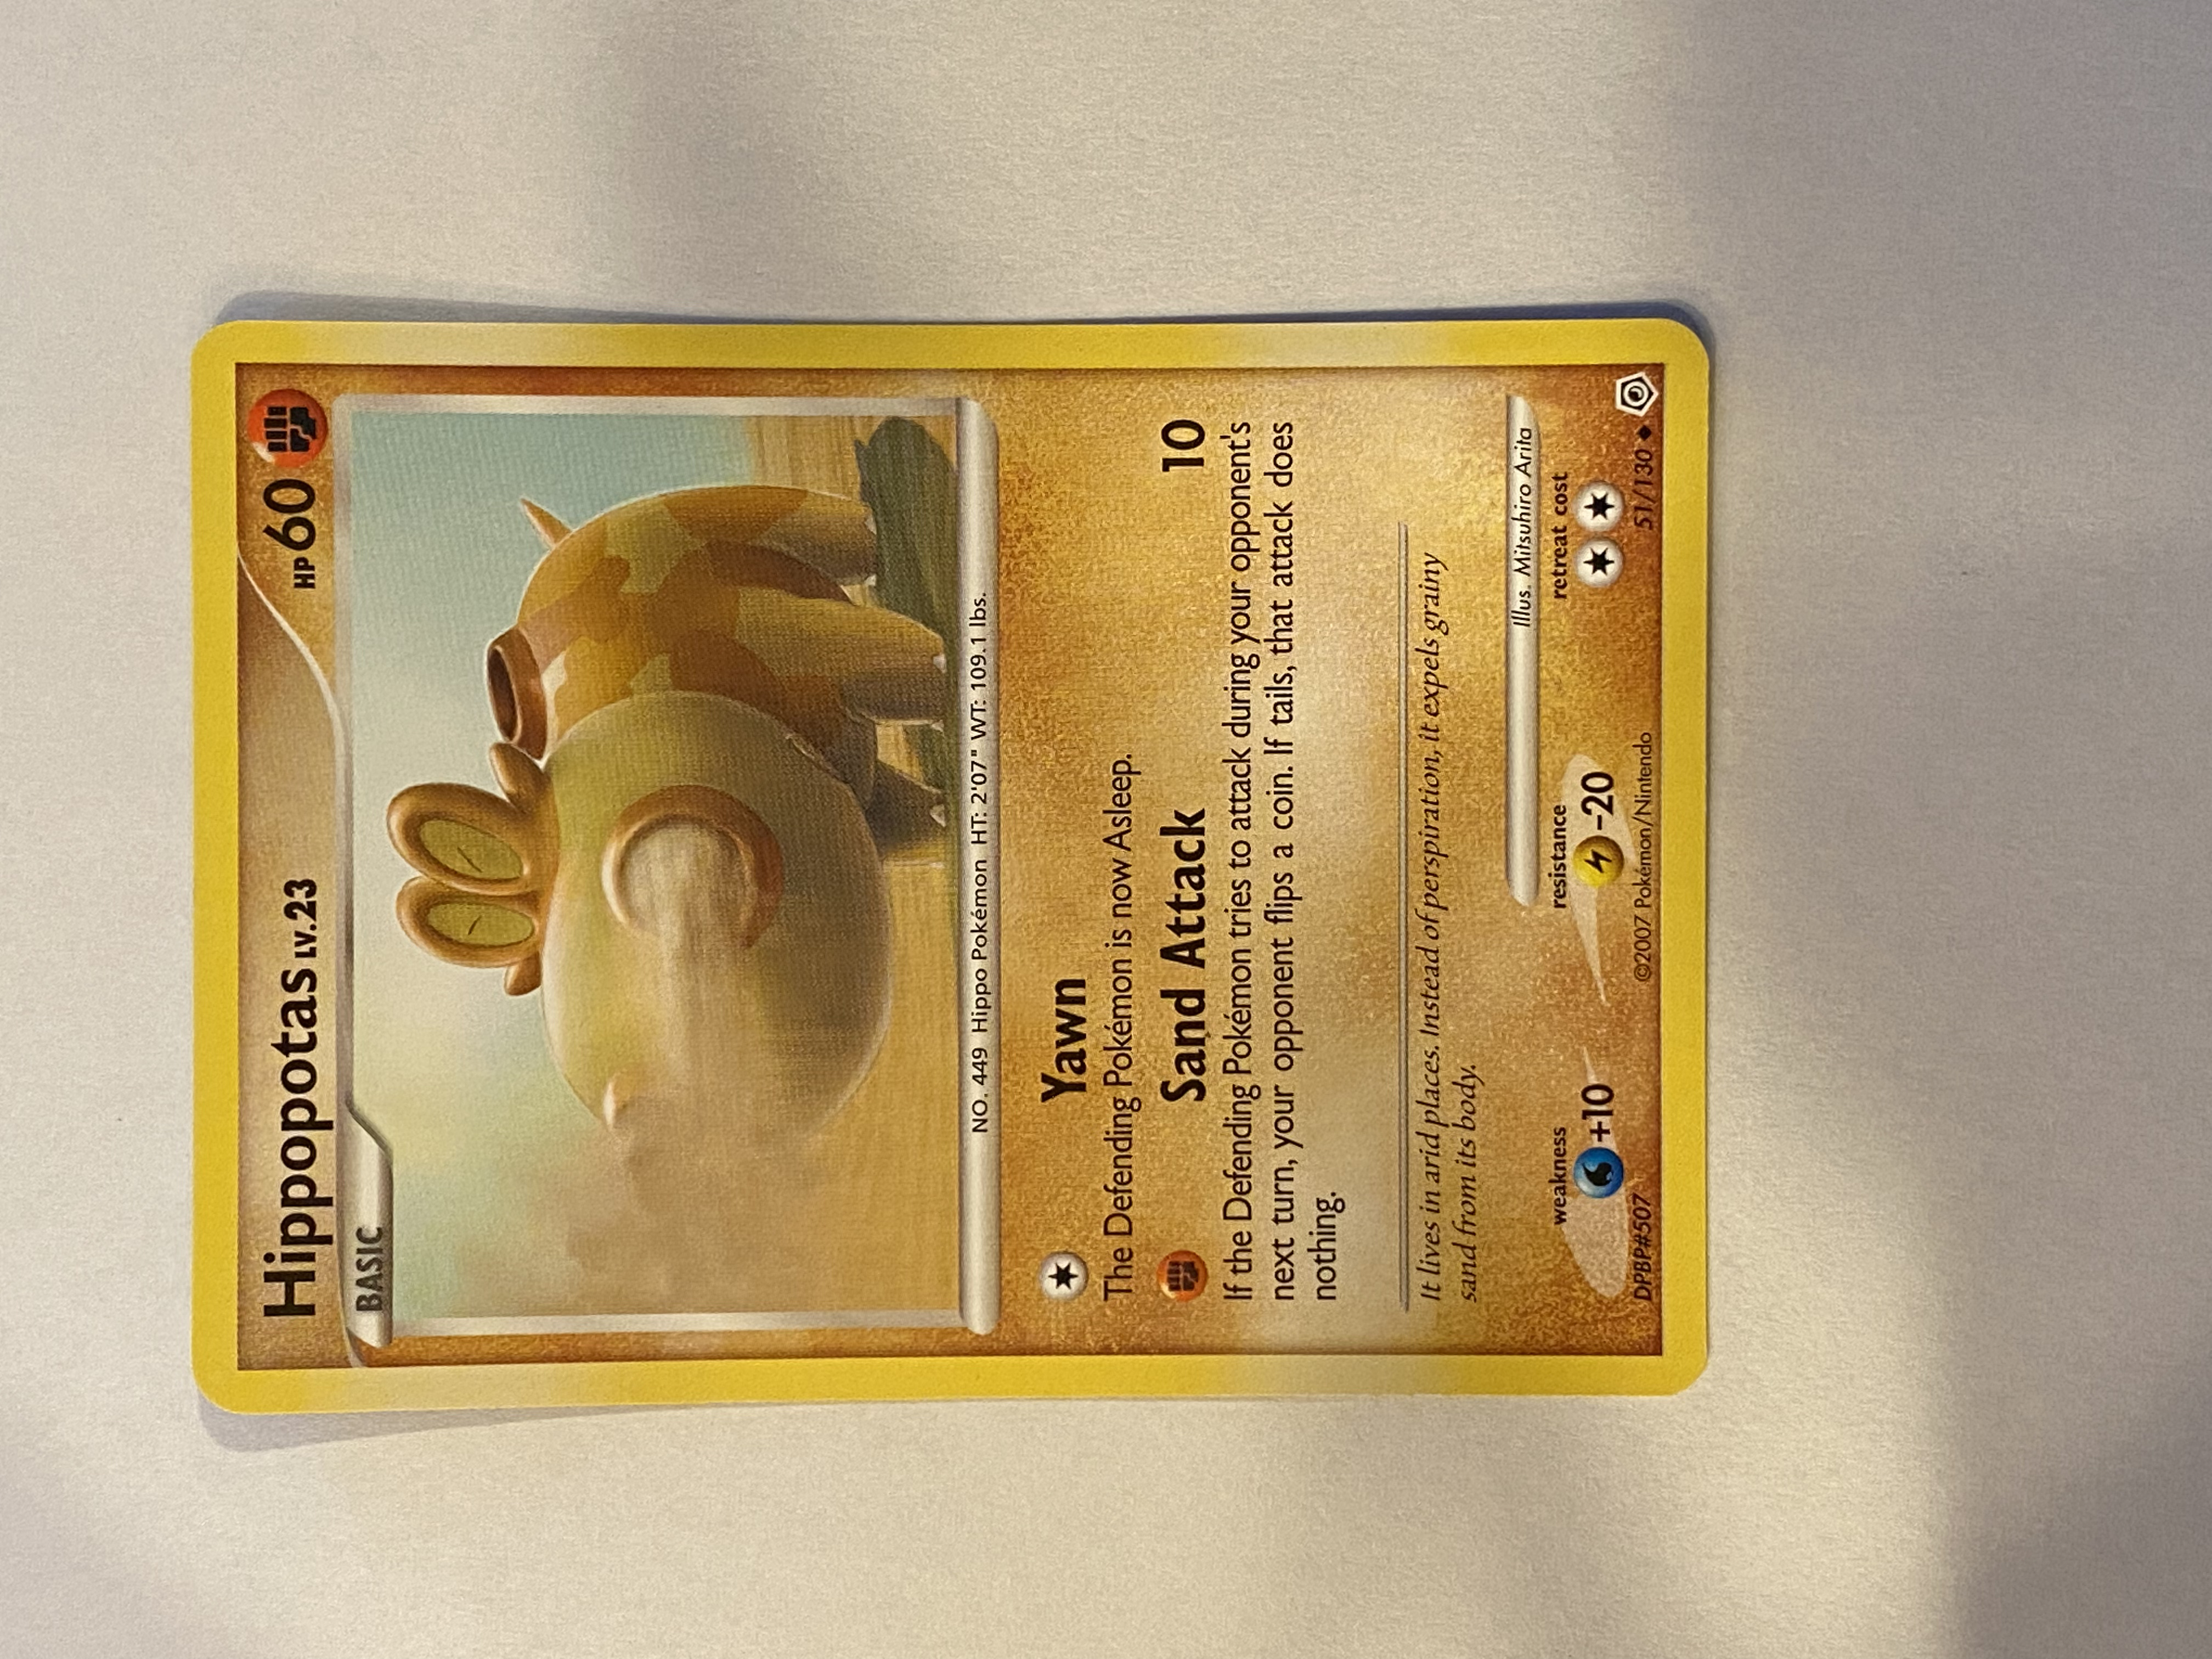 Hippopotas LV.23 HP 60
BASIC
NO. 449 Hippo Pokémon HT: 2'07" WT: 109.1 lbs.
Yawn
The Defending Pokémon is now Asleep.
Sand Attack 10
If the Defending Pokémon tries to attack during your opponent's
next turn, your opponent flips a coin. If tails, that attack does
nothing.
It lives in arid places. Instead of perspiration, it expels grainy
sand from its body.
Illus. Mitsuhiro Arita
weakness resistance retreat cost
+10 -20
DPBP#507 ©2007 Pokémon/Nintendo 51/130